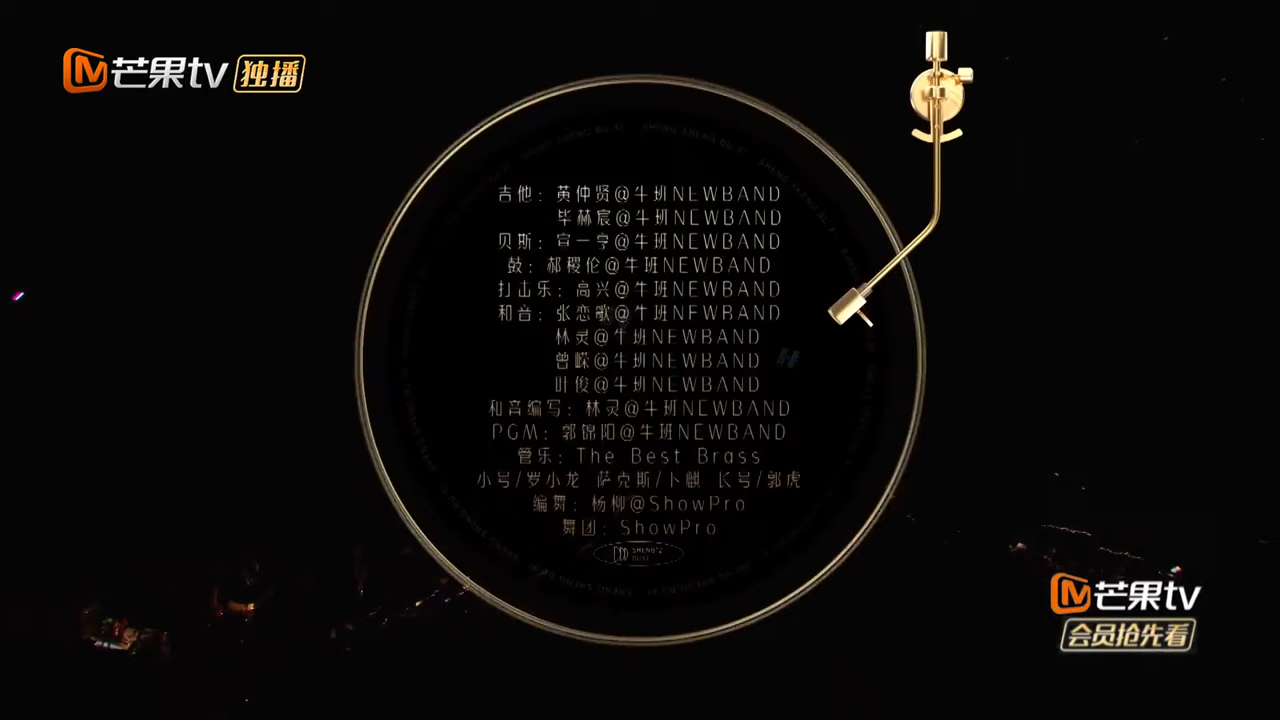 芒果tv 独播
吉他：黄仲贤@牛班NEWBAND
毕赫宸@牛班NEWBAND
贝斯：宣一亨@牛班NEWBAND
鼓：郝稷伦@牛班NEWBAND
打击乐：高兴@牛班NEWBAND
和音：张恋歌@牛班NEWBAND
林灵@牛班NEWBAND
曾嵘@牛班NEWBAND
叶俊@牛班NEWBAND
和音编写：林灵@牛班NEWBAND
PGM：郭锦阳@牛班NEWBAND
管乐：The Best Brass
小号/罗小龙 萨克斯/卜麒 长号/郭虎
编舞：杨柳@ShowPro
舞团：ShowPro
芒果tv
会员抢先看